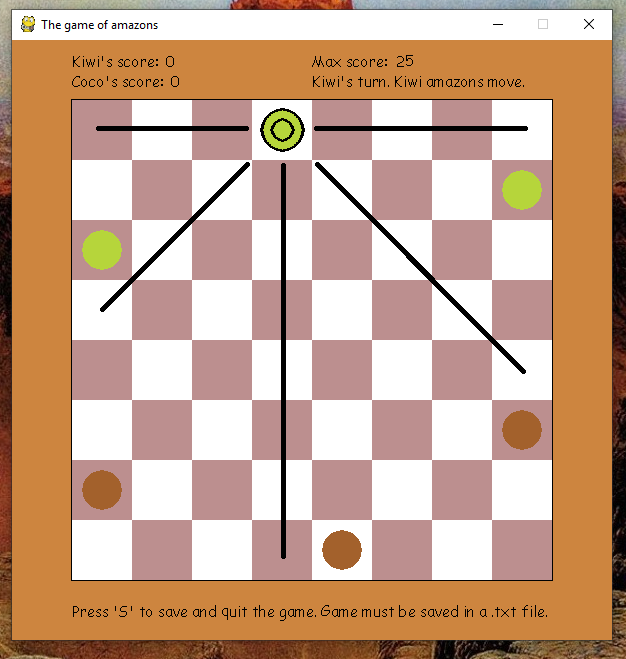 The game of amazons
Kiwi's score: 0
Max score: 25
Coco's score: 0
Kiwi's turn. Kiwi amazons move.
Press 'S' to save and quit the game. Game must be saved in a .txt file.